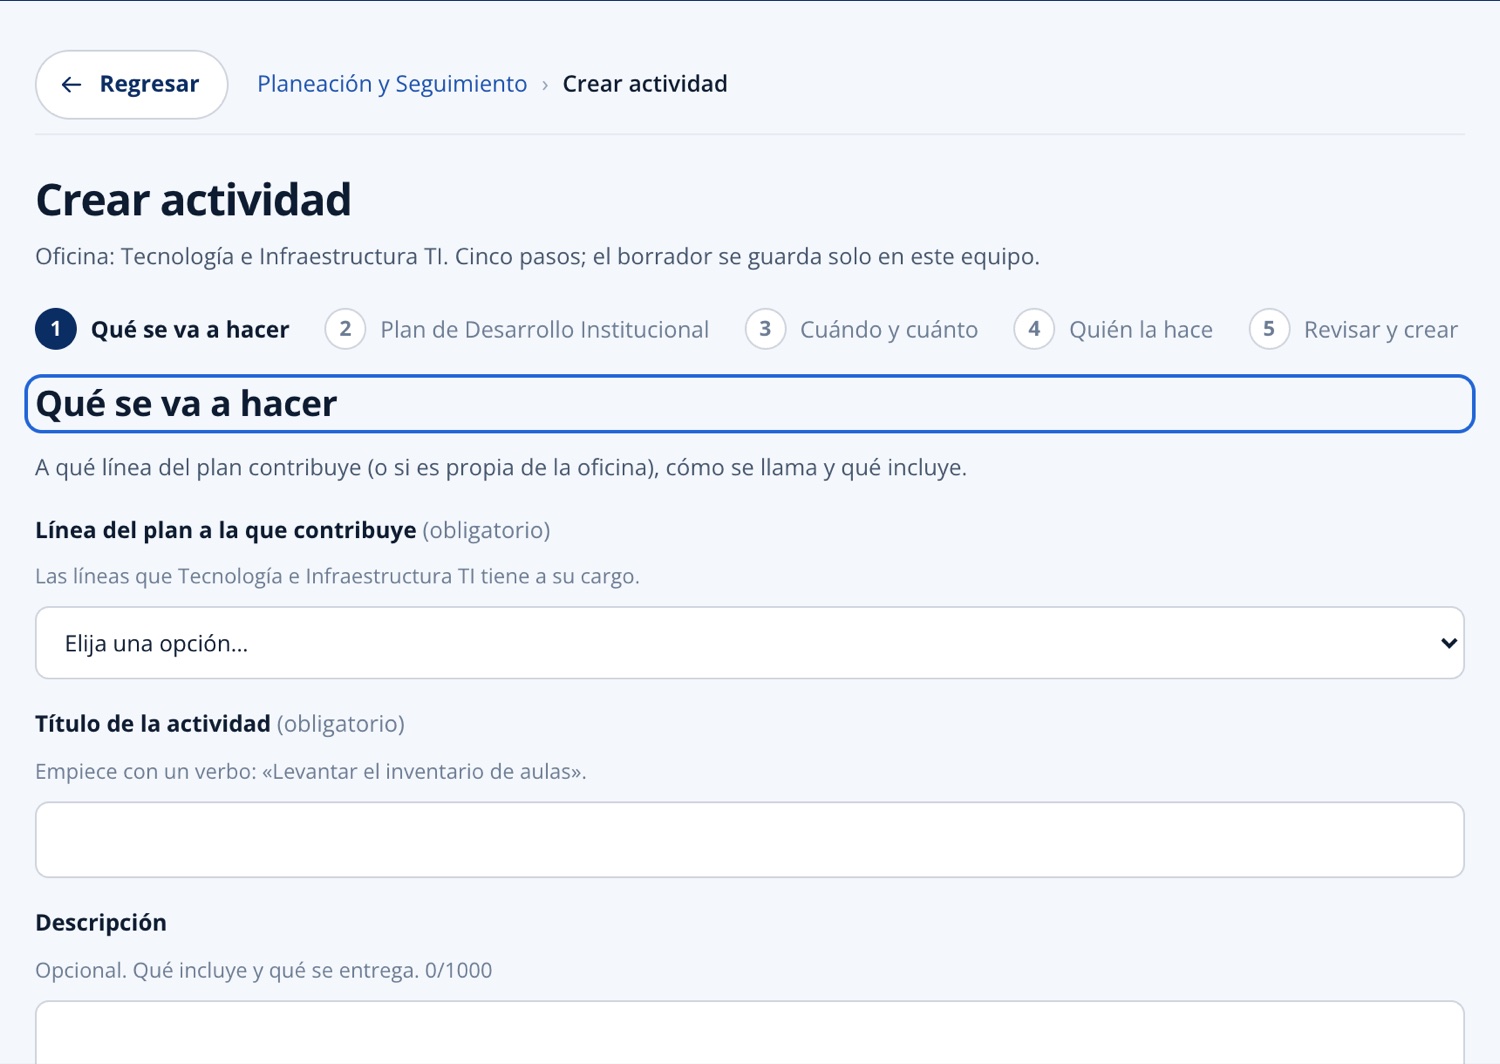 ← Regresar Planeación y Seguimiento › Crear actividad
Crear actividad
Oficina: Tecnología e Infraestructura TI. Cinco pasos; el borrador se guarda solo en este equipo.
1 Qué se va a hacer 2 Plan de Desarrollo Institucional 3 Cuándo y cuánto 4 Quién la hace 5 Revisar y crear
Qué se va a hacer
A qué línea del plan contribuye (o si es propia de la oficina), cómo se llama y qué incluye.
Línea del plan a la que contribuye (obligatorio)
Las líneas que Tecnología e Infraestructura TI tiene a su cargo.
Elija una opción...
Título de la actividad (obligatorio)
Empiece con un verbo: «Levantar el inventario de aulas».
Descripción
Opcional. Qué incluye y qué se entrega. 0/1000